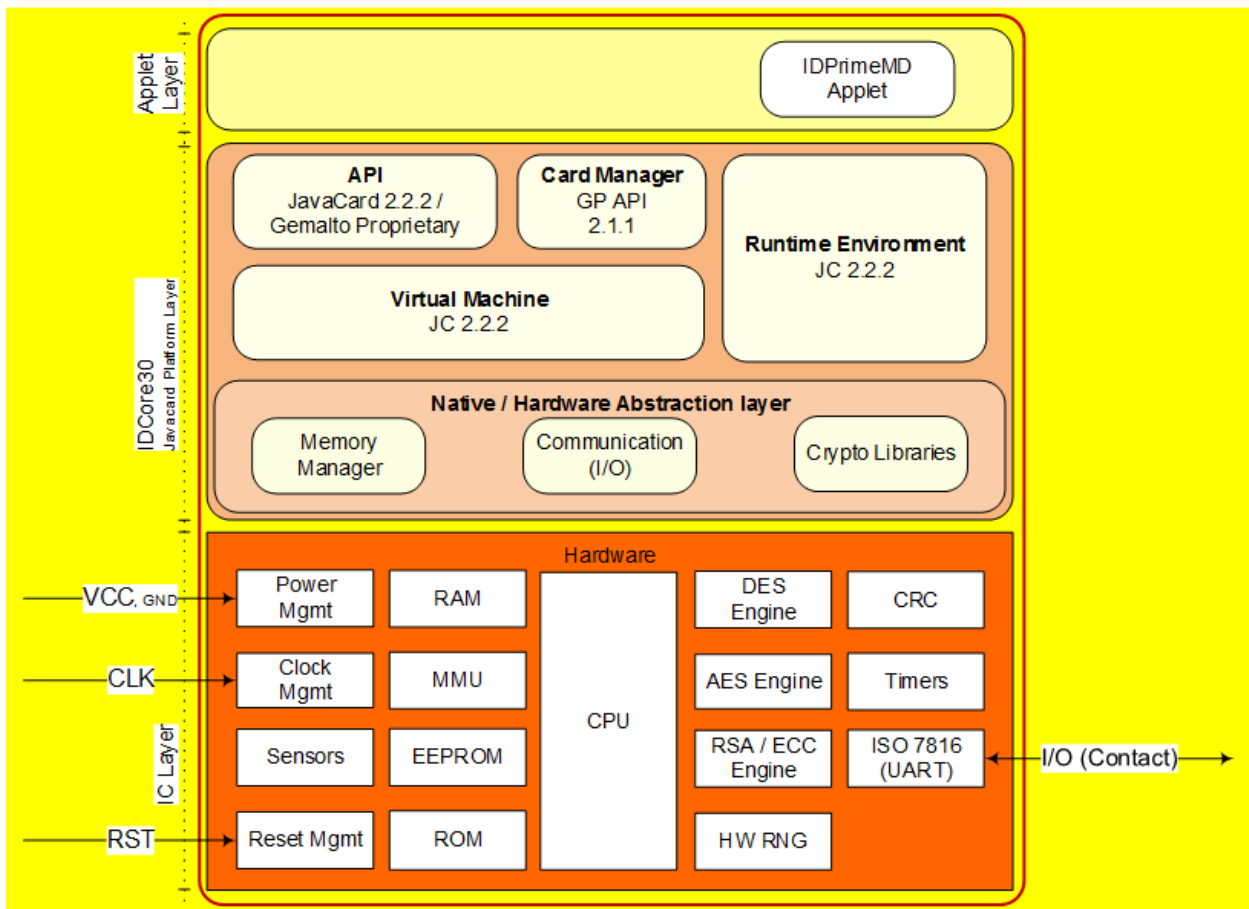 Applet
Layer
IDPrimeMD
Applet
IDCore30
Javacard Platform Layer
API
JavaCard 2.2.2 /
Gemalto Proprietary
Card Manager
GP API
2.1.1
Runtime Environment
JC 2.2.2
Virtual Machine
JC 2.2.2
Native / Hardware Abstraction layer
Memory
Manager
Communication
(I/O)
Crypto Libraries
IC Layer
Hardware
VCC, GND
Power
Mgmt
RAM
CPU
DES
Engine
CRC
CLK
Clock
Mgmt
MMU
AES Engine
Timers
Sensors
EEPROM
RSA / ECC
Engine
ISO 7816
(UART)
I/O (Contact)
RST
Reset Mgmt
ROM
HW RNG